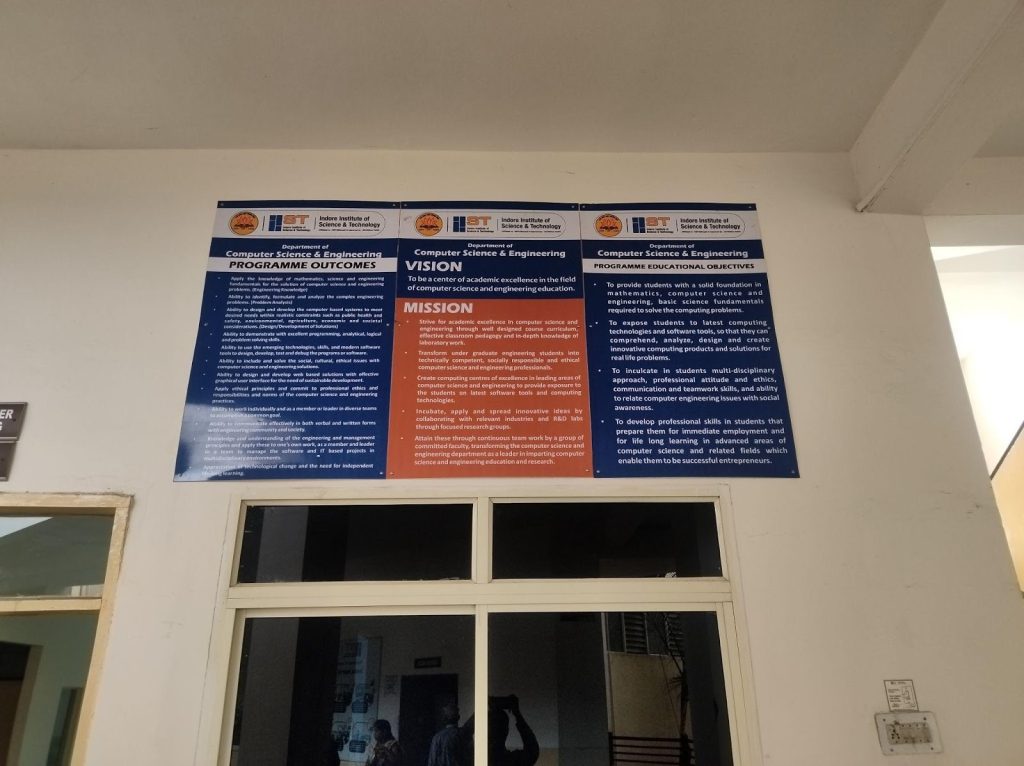 IIST
Indore Institute of
Science & Technology
Department of
Computer Science & Engineering
PROGRAMME OUTCOMES
Apply the knowledge of mathematics, science and engineering
fundamentals for the solution of computer science and engineering
problems. (Engineering Knowledge)
Ability to identify, formulate and analyze the complex engineering
problems. (Problem Analysis)
Ability to design and develop the computer based systems to meet
desired needs within realistic constraints such as public health and
safety, environmental, agriculture, economic and societal
considerations. (Design/Development of Solutions)
Ability to demonstrate with excellent programming, analytical, logical
and problem solving skills.
Ability to use the emerging technologies, skills, and modern software
tools to design, develop, test and debug the programs or software.
Ability to include and solve the social, cultural, ethical issues with
computer science and engineering solutions.
Ability to design and develop web based solutions with effective
graphical user interface for the need of sustainable development.
Apply ethical principles and commit to professional ethics and
responsibilities and norms of the computer science and engineering
practices.
Ability to work individually and as a member or leader in diverse teams
to accomplish common goal.
Ability to communicate effectively in both verbal and written forms
with engineering community and society.
Knowledge and understanding of the engineering and management
principles and apply these to one's own work, as a member and leader
in a team to manage the software and IT based projects in
multidisciplinary environments.
Appreciation of technological change and the need for independent
life-long learning.
IIST
Indore Institute of
Science & Technology
Department of
Computer Science & Engineering
VISION
To be a center of academic excellence in the field
of computer science and engineering education.
MISSION
Strive for academic excellence in computer science and
engineering through well designed course curriculum,
effective classroom pedagogy and in-depth knowledge of
laboratory work.
Transform under graduate engineering students into
technically competent, socially responsible and ethical
computer science and engineering professionals.
Create computing centres of excellence in leading areas of
computer science and engineering to provide exposure to
the students on latest software tools and computing
technologies.
Incubate, apply and spread innovative ideas by
collaborating with relevant industries and R&D labs
through focused research groups.
Attain these through continuous team work by a group of
committed faculty, transforming the computer science and
engineering department as a leader in imparting computer
science and engineering education and research.
IIST
Indore Institute of
Science & Technology
Department of
Computer Science & Engineering
PROGRAMME EDUCATIONAL OBJECTIVES
To provide students with a solid foundation in
mathematics, computer science and
engineering, basic science fundamentals
required to solve the computing problems.
To expose students to latest computing
technologies and software tools, so that they can
comprehend, analyze, design and create
innovative computing products and solutions for
real life problems.
To inculcate in students multi-disciplinary
approach, professional attitude and ethics,
communication and teamwork skills, and ability
to relate computer engineering issues with social
awareness.
To develop professional skills in students that
prepare them for immediate employment and
for life long learning in advanced areas of
computer science and related fields which
enable them to be successful entrepreneurs.